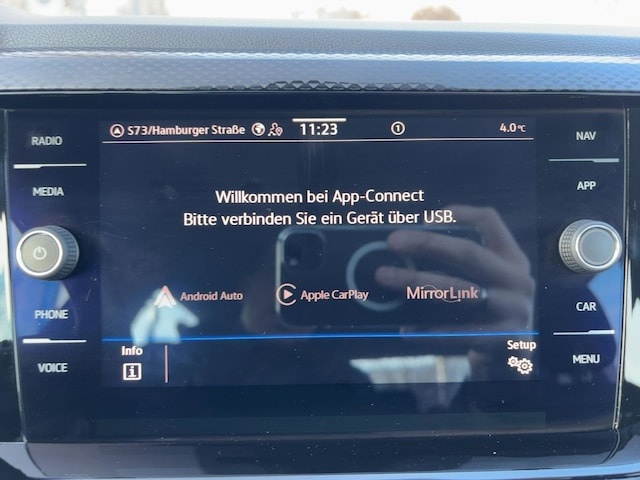 RADIO
MEDIA
PHONE
VOICE
S73/Hamburger Straße
11:23
1
4.0°C
Willkommen bei App-Connect
Bitte verbinden Sie ein Gerät über USB.
Android Auto
Apple CarPlay
MirrorLink
Info
i
Setup
NAV
APP
CAR
MENU